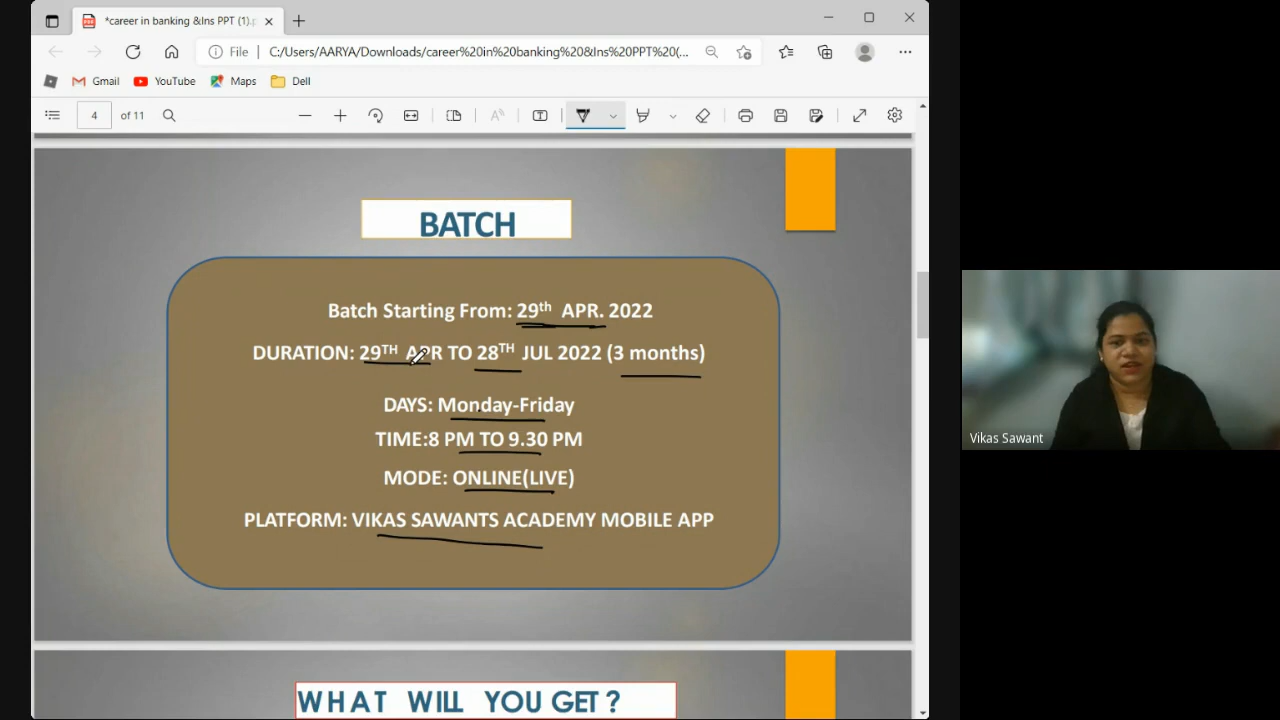 *career in banking &Ins PPT (1).p
File
C:/Users/AARYA/Downloads/career%20in%20banking%20&Ins%20PPT%20(...
Gmail
YouTube
Maps
Dell
4 of 11
BATCH
Batch Starting From: 29th APR. 2022
DURATION: 29TH APR TO 28TH JUL 2022 (3 months)
DAYS: Monday-Friday
TIME:8 PM TO 9.30 PM
MODE: ONLINE(LIVE)
PLATFORM: VIKAS SAWANTS ACADEMY MOBILE APP
WHAT WILL YOU GET ?
Vikas Sawant